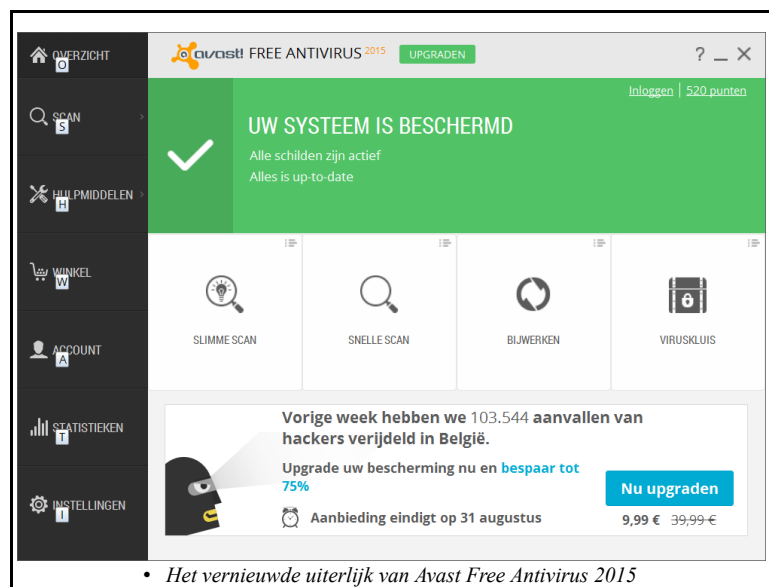 OVERZICHT
O
avast! FREE ANTIVIRUS 2015 UPGRADEN ? _ X
Inloggen | 520 punten
SCAN
S
UW SYSTEEM IS BESCHERMD
Alle schilden zijn actief
Alles is up-to-date
HULPMIDDELEN
H
WINKEL
W
ACCOUNT
A
STATISTIEKEN
T
INSTELLINGEN
I
SLIMME SCAN
SNELLE SCAN
BIJWERKEN
VIRUSKLUIS
Vorige week hebben we 103.544 aanvallen van
hackers verijdeld in België.
Upgrade uw bescherming nu en bespaar tot
75%
Aanbieding eindigt op 31 augustus
Nu upgraden
9,99 € 39,99 €
• Het vernieuwde uiterlijk van Avast Free Antivirus 2015